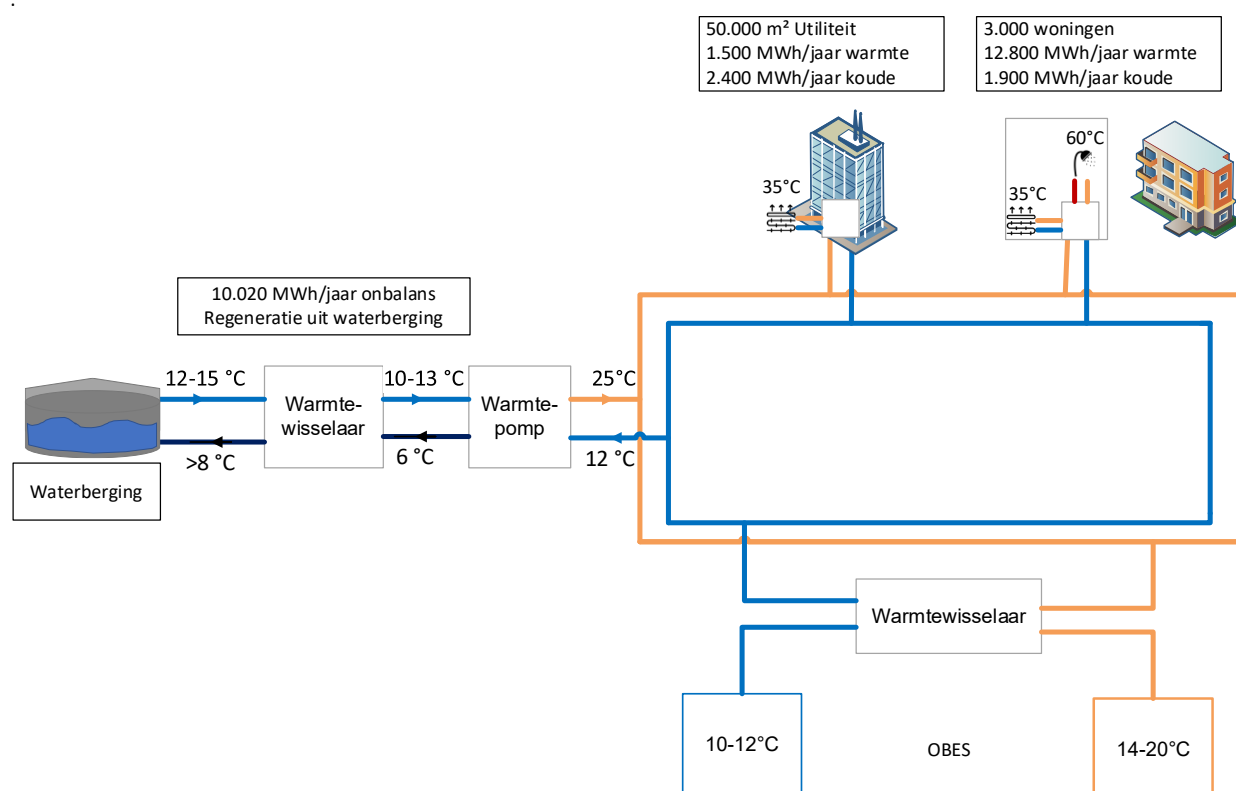 .
50.000 m² Utiliteit
1.500 MWh/jaar warmte
2.400 MWh/jaar koude
3.000 woningen
12.800 MWh/jaar warmte
1.900 MWh/jaar koude
60°C
35°C
35°C
10.020 MWh/jaar onbalans
Regeneratie uit waterberging
12-15 °C
10-13 °C
25°C
Warmte-
wisselaar
Warmte-
pomp
>8 °C
6 °C
12 °C
Waterberging
Warmtewisselaar
10-12°C
OBES
14-20°C